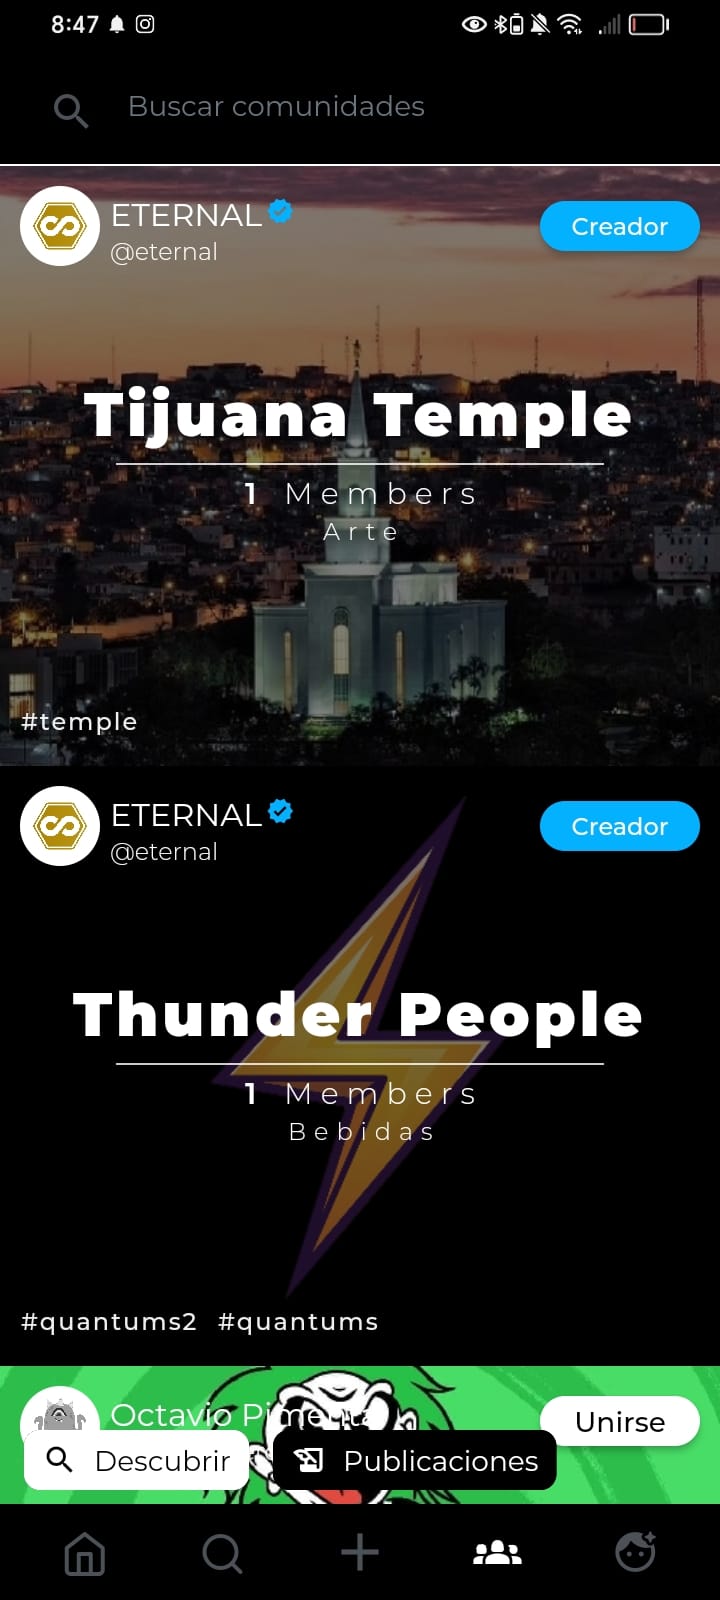 8:47
Buscar comunidades
ETERNAL
@eternal
Creador
Tijuana Temple
1 Members
Arte
#temple
ETERNAL
@eternal
Creador
Thunder People
1 Members
Bebidas
#quantums2 #quantums
Octavio Pimenta
Unirse
Descubrir
Publicaciones